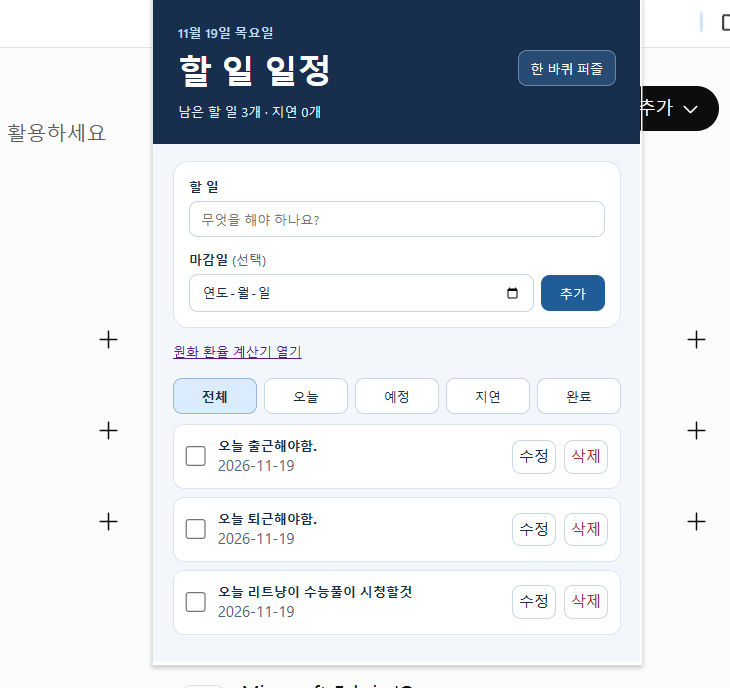 11월 19일 목요일
할 일 일정
한 바퀴 퍼즐
남은 할 일 3개 · 지연 0개
추가
활용하세요
할 일
무엇을 해야 하나요?
마감일 (선택)
연도-월-일
추가
원화 환율 계산기 열기
전체 오늘 예정 지연 완료
오늘 출근해야함.
2026-11-19
수정 삭제
오늘 퇴근해야함.
2026-11-19
수정 삭제
오늘 리트냥이 수능풀이 시청할것
2026-11-19
수정 삭제